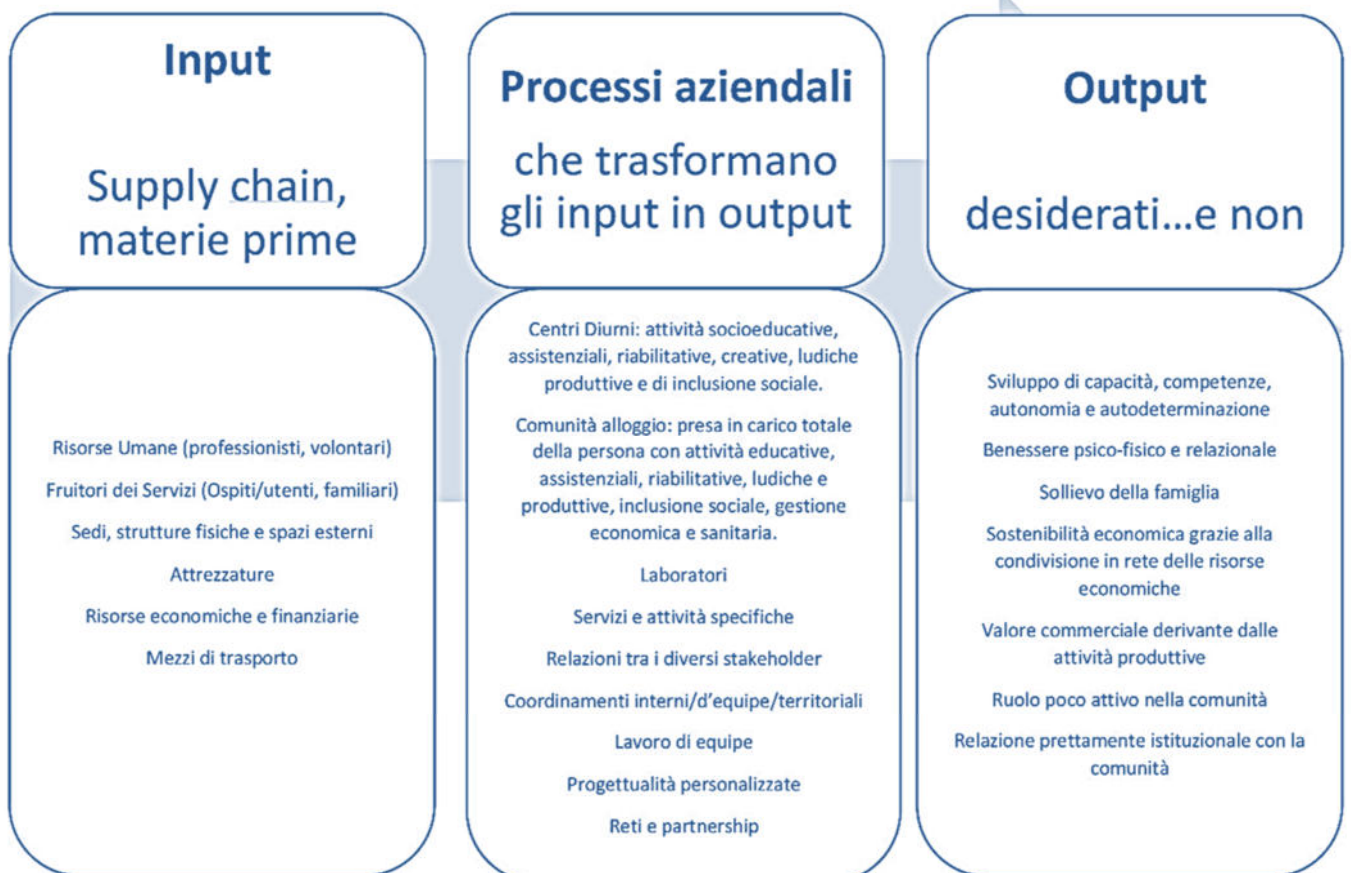 Input
Supply chain,
materie prime
Risorse Umane (professionisti, volontari)
Fruitori dei Servizi (Ospiti/utenti, familiari)
Sedi, strutture fisiche e spazi esterni
Attrezzature
Risorse economiche e finanziarie
Mezzi di trasporto
Processi aziendali
che trasformano
gli input in output
Centri Diurni: attività socioeducative,
assistenziali, riabilitative, creative, ludiche
produttive e di inclusione sociale.
Comunità alloggio: presa in carico totale
della persona con attività educative,
assistenziali, riabilitative, ludiche e
produttive, inclusione sociale, gestione
economica e sanitaria.
Laboratori
Servizi e attività specifiche
Relazioni tra i diversi stakeholder
Coordinamenti interni/d'equipe/territoriali
Lavoro di equipe
Progettualità personalizzate
Reti e partnership
Output
desiderati...e non
Sviluppo di capacità, competenze,
autonomia e autodeterminazione
Benessere psico-fisico e relazionale
Sollievo della famiglia
Sostenibilità economica grazie alla
condivisione in rete delle risorse
economiche
Valore commerciale derivante dalle
attività produttive
Ruolo poco attivo nella comunità
Relazione prettamente istituzionale con la
comunità